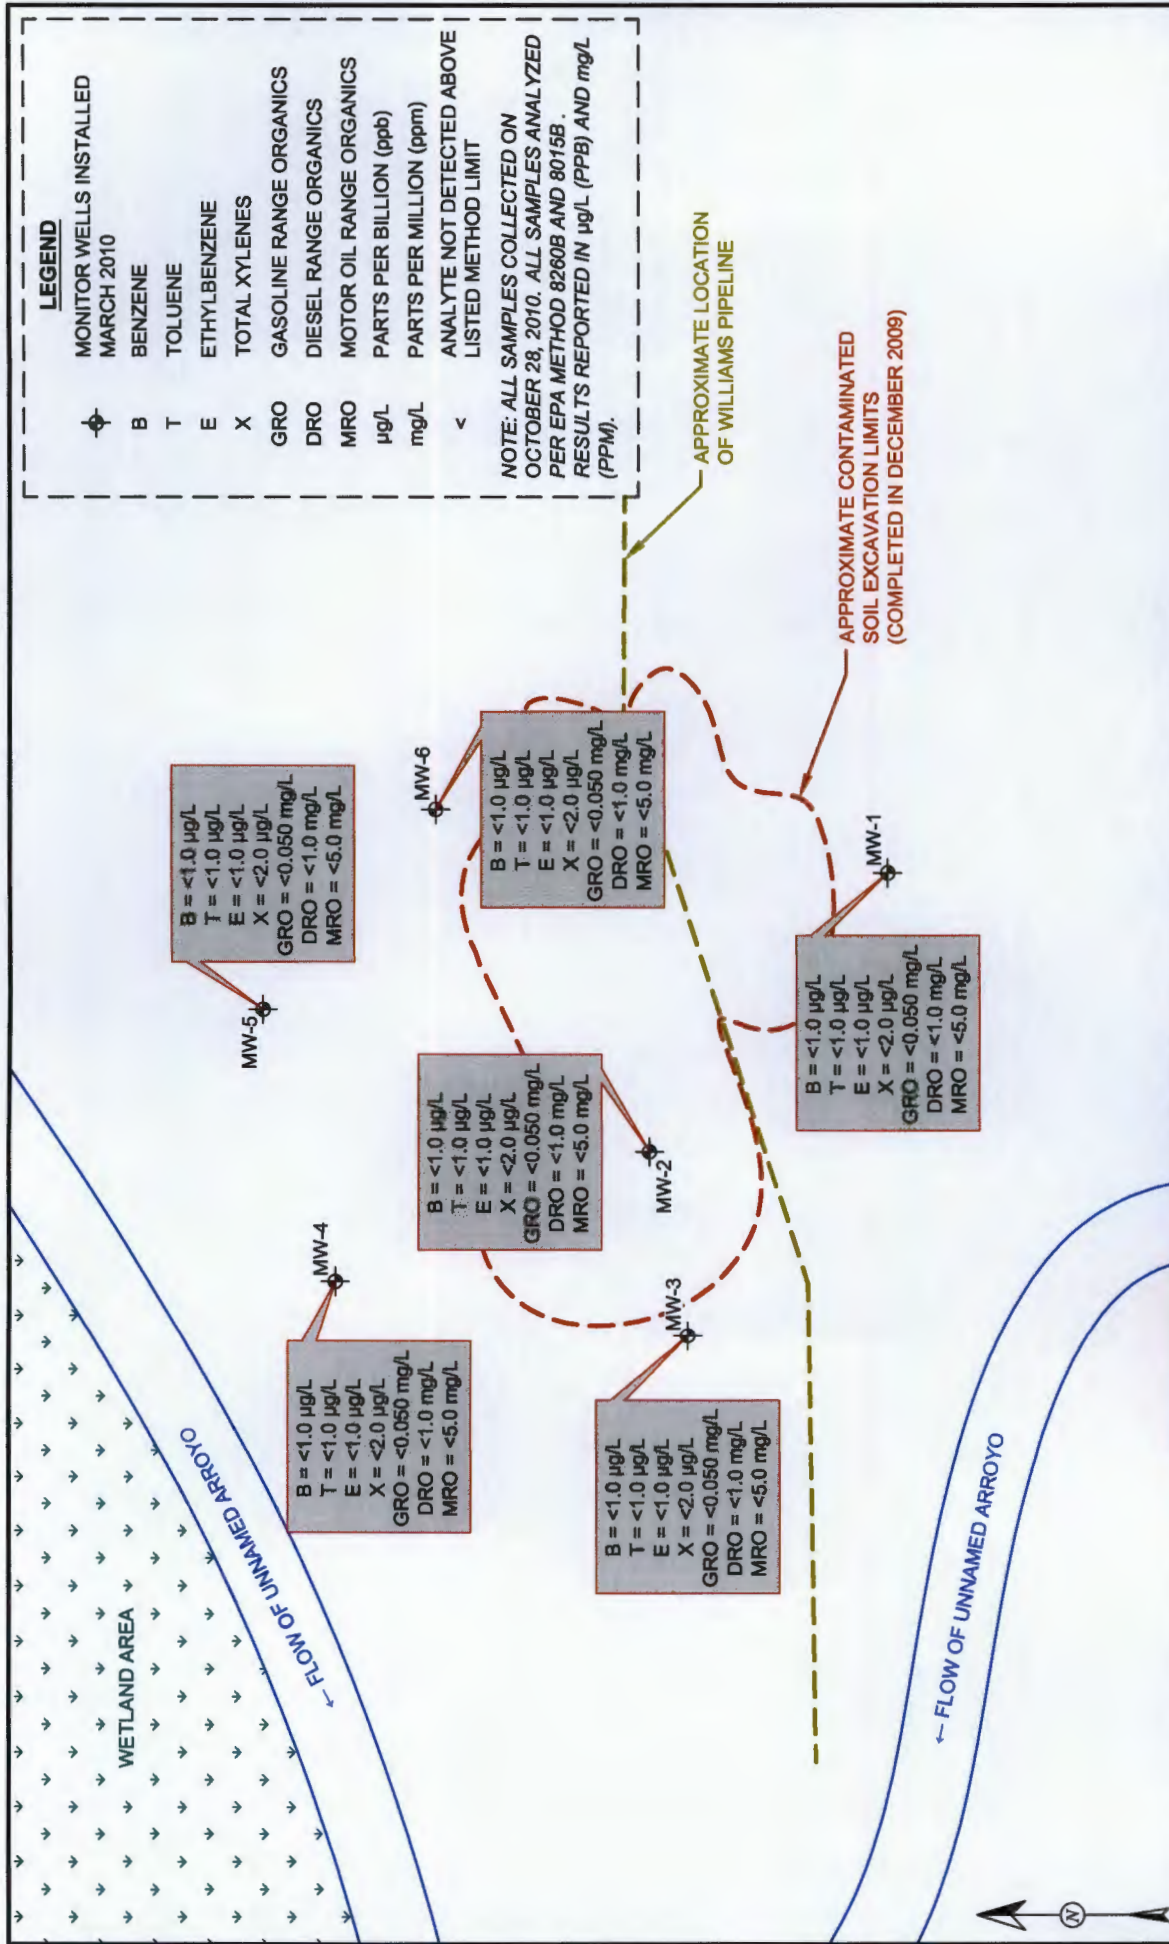 LEGEND
MONITOR WELLS INSTALLED
MARCH 2010
B BENZENE
T TOLUENE
E ETHYLBENZENE
X TOTAL XYLENES
GRO GASOLINE RANGE ORGANICS
DRO DIESEL RANGE ORGANICS
MRO MOTOR OIL RANGE ORGANICS
µg/L PARTS PER BILLION (ppb)
mg/L PARTS PER MILLION (ppm)
< ANALYTE NOT DETECTED ABOVE
LISTED METHOD LIMIT
NOTE: ALL SAMPLES COLLECTED ON
OCTOBER 28, 2010. ALL SAMPLES ANALYZED
PER EPA METHOD 8260B AND 8015B.
RESULTS REPORTED IN µg/L (PPB) AND mg/L
(PPM).
WETLAND AREA
← FLOW OF UNNAMED ARROYO
MW-5
B = <1.0 µg/L
T = <1.0 µg/L
E = <1.0 µg/L
X = <2.0 µg/L
GRO = <0.050 mg/L
DRO = <1.0 mg/L
MRO = <5.0 mg/L
MW-4
B = <1.0 µg/L
T = <1.0 µg/L
E = <1.0 µg/L
X = <2.0 µg/L
GRO = <0.050 mg/L
DRO = <1.0 mg/L
MRO = <5.0 mg/L
MW-6
B = <1.0 µg/L
T = <1.0 µg/L
E = <1.0 µg/L
X = <2.0 µg/L
GRO = <0.050 mg/L
DRO = <1.0 mg/L
MRO = <5.0 mg/L
B = <1.0 µg/L
T = <1.0 µg/L
E = <1.0 µg/L
X = <2.0 µg/L
GRO = <0.050 mg/L
DRO = <1.0 mg/L
MRO = <5.0 mg/L
MW-2
MW-3
B = <1.0 µg/L
T = <1.0 µg/L
E = <1.0 µg/L
X = <2.0 µg/L
GRO = <0.050 mg/L
DRO = <1.0 mg/L
MRO = <5.0 mg/L
APPROXIMATE LOCATION
OF WILLIAMS PIPELINE
APPROXIMATE CONTAMINATED
SOIL EXCAVATION LIMITS
(COMPLETED IN DECEMBER 2009)
MW-1
B = <1.0 µg/L
T = <1.0 µg/L
E = <1.0 µg/L
X = <2.0 µg/L
GRO = <0.050 mg/L
DRO = <1.0 mg/L
MRO = <5.0 mg/L
← FLOW OF UNNAMED ARROYO
N